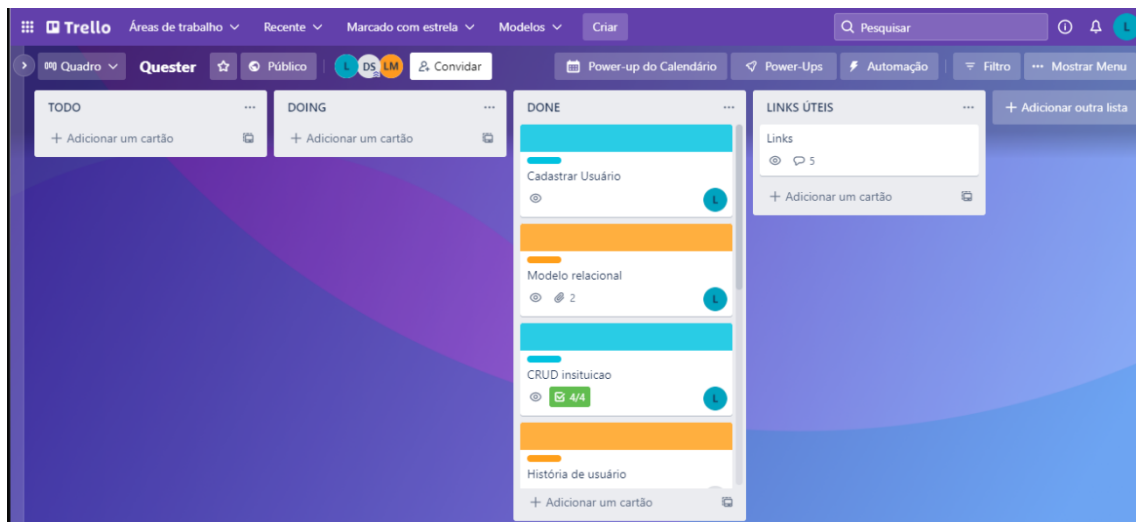 Trello Áreas de trabalho Recente Marcado com estrela Modelos Criar Pesquisar L
Quadro Quester Público L DS LM Convidar Power-up do Calendário Power-Ups Automação Filtro ... Mostrar Menu
TODO ...
+ Adicionar um cartão
DOING ...
+ Adicionar um cartão
DONE ...
Cadastrar Usuário
L
Modelo relacional
2 L
CRUD insituicao
4/4 L
História de usuário
+ Adicionar um cartão
LINKS ÚTEIS ...
Links
5
+ Adicionar um cartão
+ Adicionar outra lista